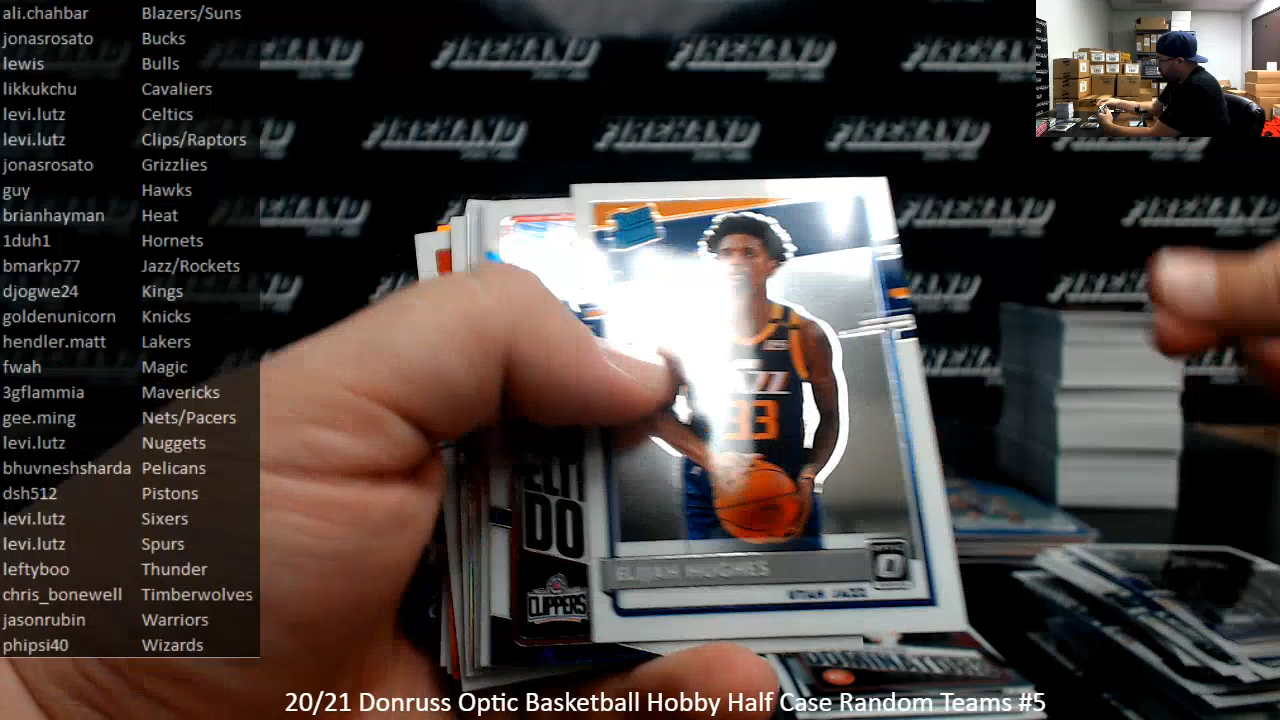 ali.chahbar Blazers/Suns
jonasrosato Bucks
lewis Bulls
likkukchu Cavaliers
levi.lutz Celtics
levi.lutz Clips/Raptors
jonasrosato Grizzlies
guy Hawks
brianhayman Heat
1duh1 Hornets
bmarkp77 Jazz/Rockets
djogwe24 Kings
goldenunicorn Knicks
hendler.matt Lakers
fwah Magic
3gflammia Mavericks
gee.ming Nets/Pacers
levi.lutz Nuggets
bhuvneshsharda Pelicans
dsh512 Pistons
levi.lutz Sixers
levi.lutz Spurs
leftyboo Thunder
chris_bonewell Timberwolves
jasonrubin Warriors
phipsi40 Wizards
FIREHAND
33
DO
CLIPPERS
ELIJAH HUGHES
UTAH JAZZ
20/21 Donruss Optic Basketball Hobby Half Case Random Teams #5